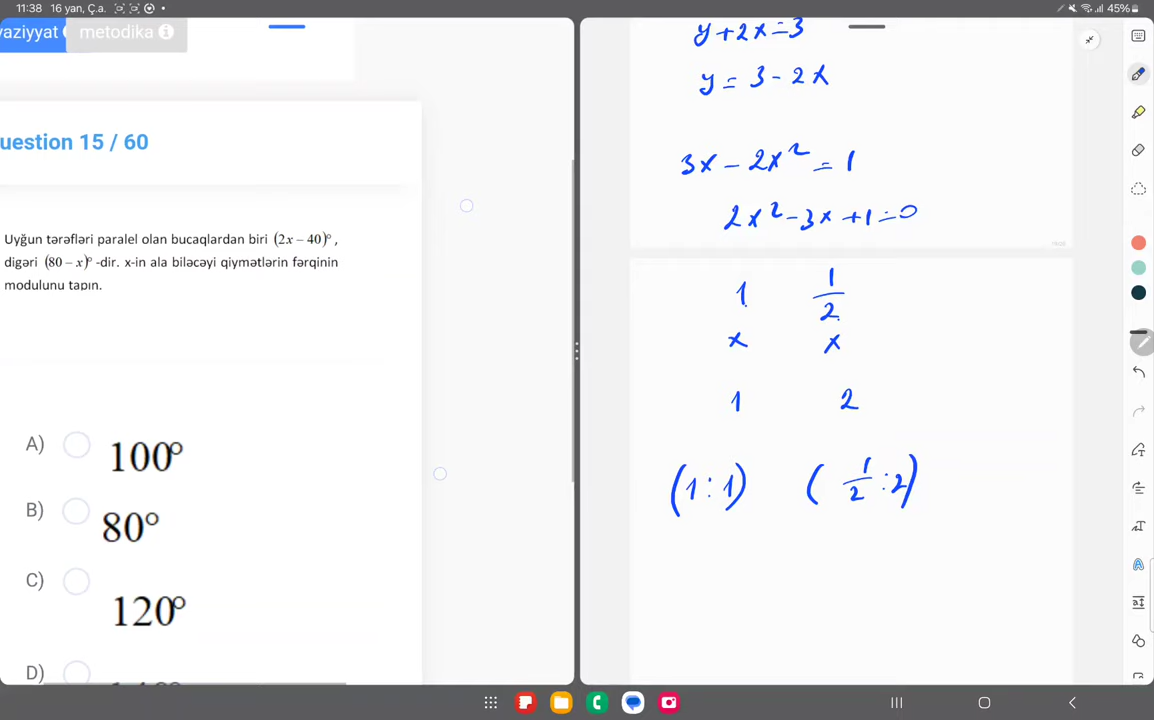 11:38 16 yan, Ç.a.
45%
vaziyyat
metodika
uestion 15 / 60
Uyğun tərəfləri paralel olan bucaqlardan biri (2x – 40)°,
digəri (80 – x)° -dir. x-in ala biləcəyi qiymətlərin fərqinin
modulunu tapın.
A) 100°
B) 80°
C) 120°
D)
y+2x=3
y = 3 - 2x
3x - 2x² = 1
2x² - 3x + 1 = 0
1 1/2
x x
1 2
(1:1) (1/2 : 2)